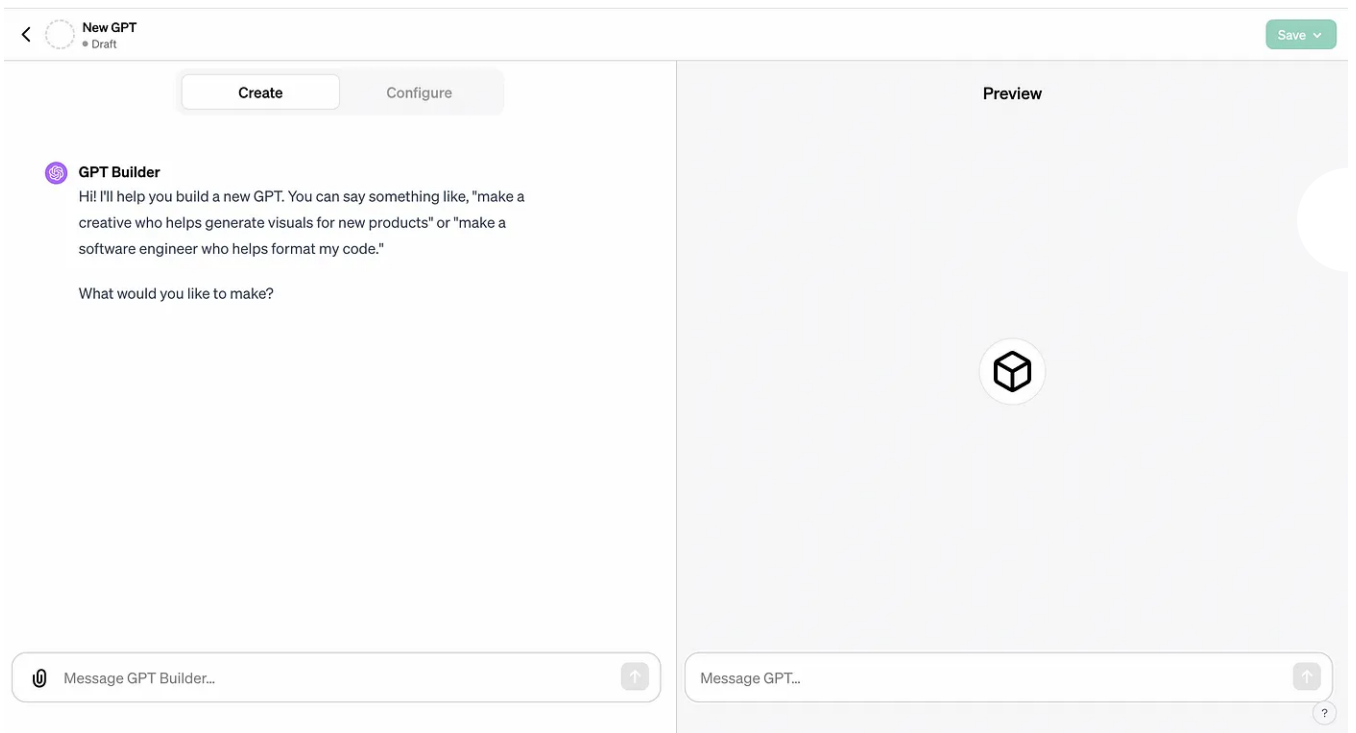 New GPT
Draft
Save
Create
Configure
Preview
GPT Builder
Hi! I'll help you build a new GPT. You can say something like, "make a
creative who helps generate visuals for new products" or "make a
software engineer who helps format my code."
What would you like to make?
Message GPT Builder...
Message GPT...
?